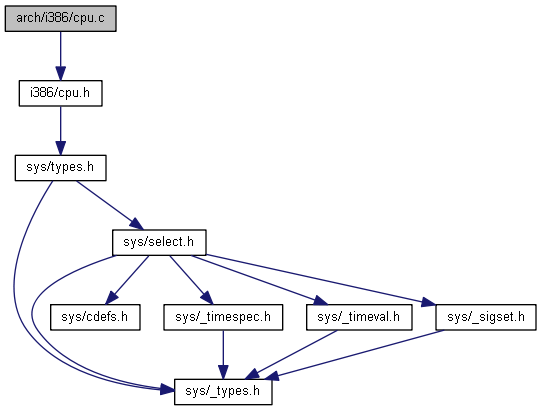 arch/i386/cpu.c
i386/cpu.h
sys/types.h
sys/select.h
sys/cdefs.h
sys/_timespec.h
sys/_timeval.h
sys/_sigset.h
sys/_types.h